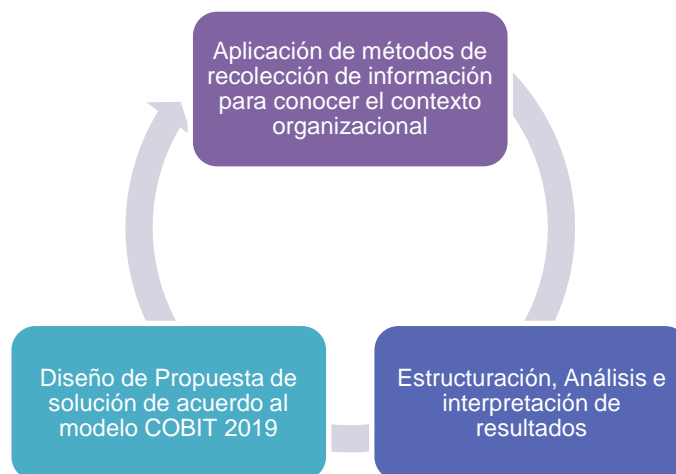 Aplicación de métodos de
recolección de información
para conocer el contexto
organizacional
Diseño de Propuesta de
solución de acuerdo al
modelo COBIT 2019
Estructuración, Análisis e
interpretación de
resultados